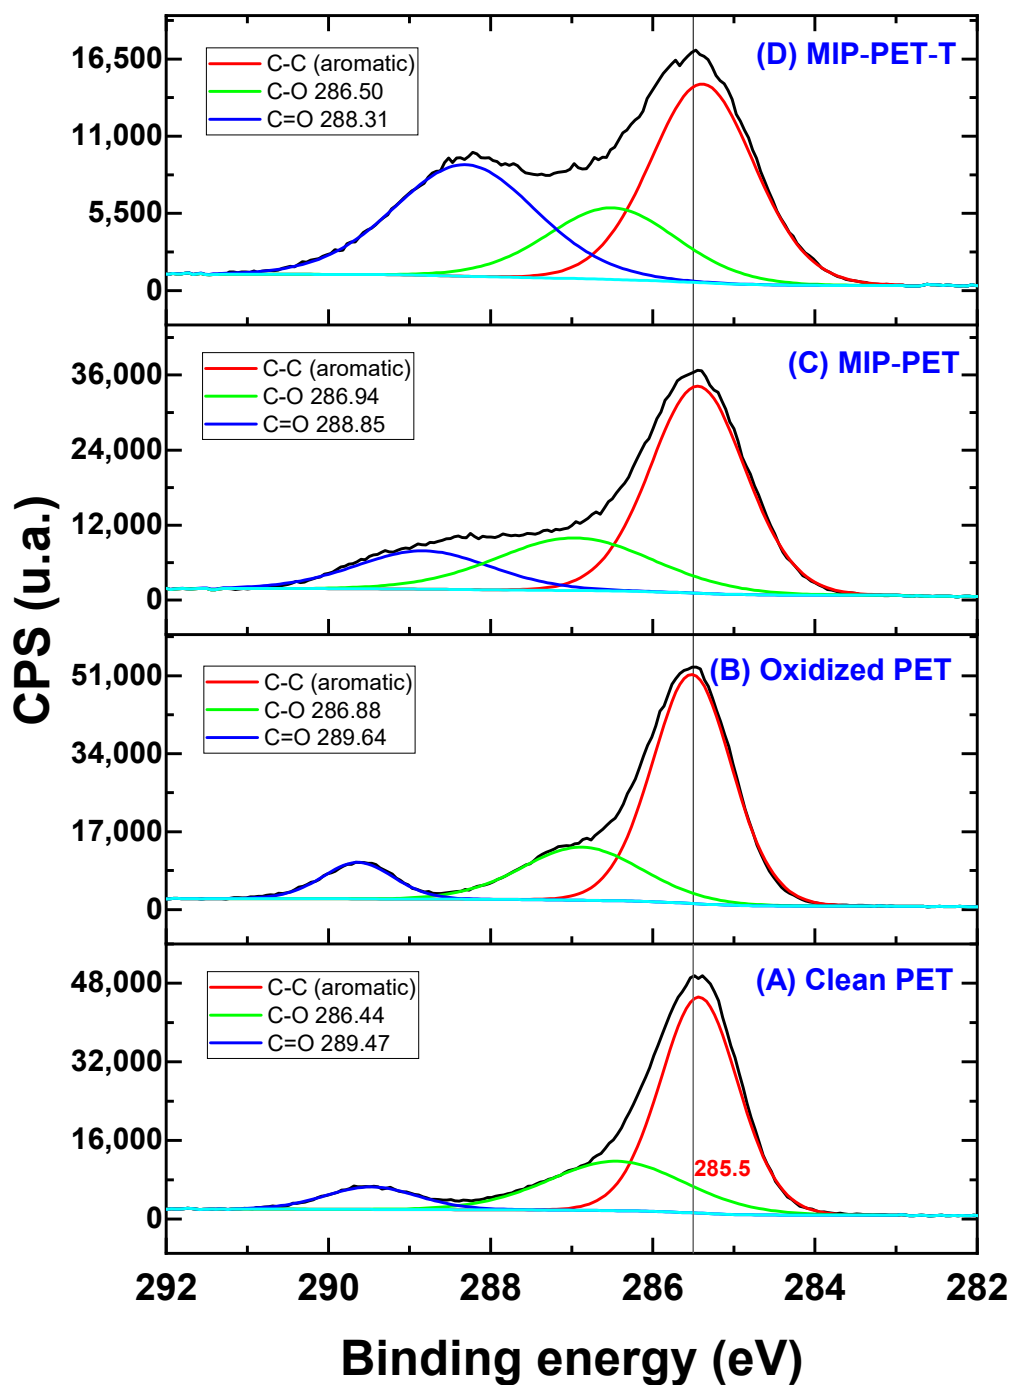 CPS (u.a.)
(D) MIP-PET-T
C-C (aromatic)
C-O 286.50
C=O 288.31
16,500
11,000
5,500
0
(C) MIP-PET
C-C (aromatic)
C-O 286.94
C=O 288.85
36,000
24,000
12,000
0
(B) Oxidized PET
C-C (aromatic)
C-O 286.88
C=O 289.64
51,000
34,000
17,000
0
(A) Clean PET
C-C (aromatic)
C-O 286.44
C=O 289.47
48,000
32,000
16,000
0
285.5
292 290 288 286 284 282
Binding energy (eV)